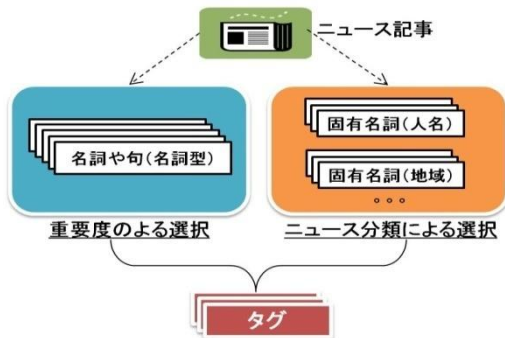 ニュース記事
名詞や句(名詞型)
固有名詞(人名)
固有名詞(地域)
。。。
重要度のよる選択
ニュース分類による選択
タグ